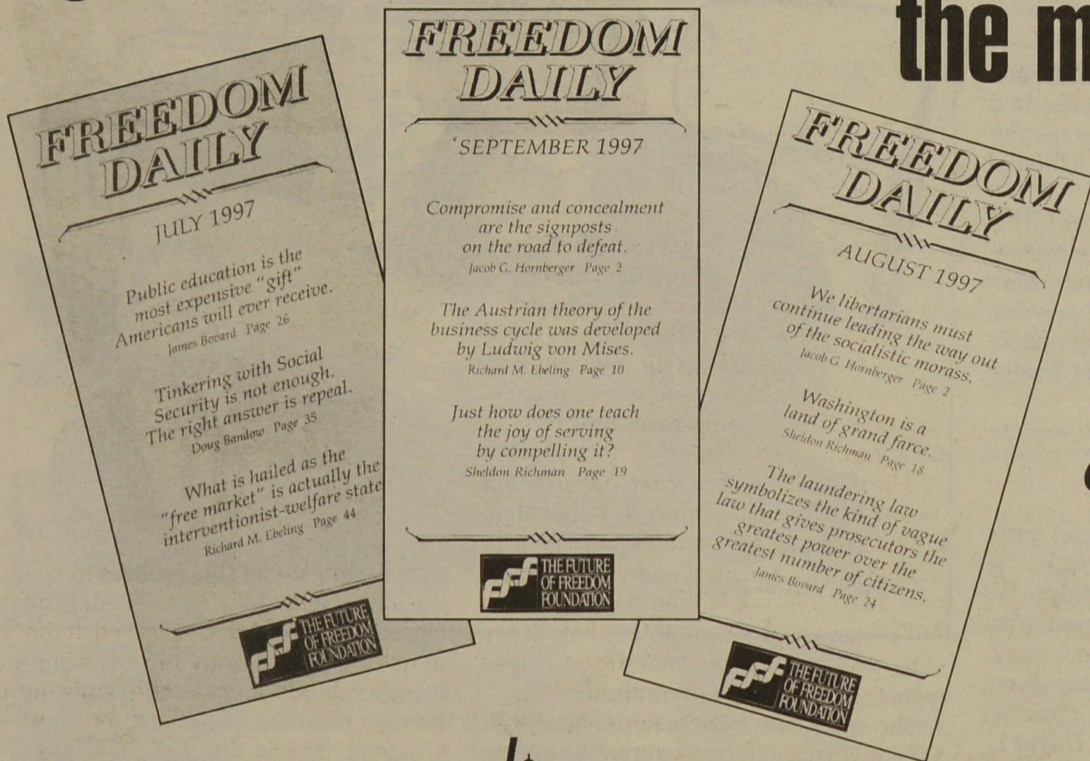 the m
FREEDOM
DAILY
JULY 1997
Public education is the
most expensive "gift"
Americans will ever receive.
James Bovard Page 26
Tinkering with Social
Security is not enough.
The right answer is repeal.
Doug Bandow Page 35
What is hailed as the
"free market" is actually the
interventionist-welfare state
Richard M. Ebeling Page 44
THE FUTURE
OF FREEDOM
FOUNDATION
FREEDOM
DAILY
SEPTEMBER 1997
Compromise and concealment
are the signposts
on the road to defeat.
Jacob G. Hornberger Page 2
The Austrian theory of the
business cycle was developed
by Ludwig von Mises.
Richard M. Ebeling Page 10
Just how does one teach
the joy of serving
by compelling it?
Sheldon Richman Page 19
fff THE FUTURE
OF FREEDOM
FOUNDATION
FREEDOM
DAILY
AUGUST 1997
We libertarians must
continue leading the way out
of the socialistic morass.
Jacob G. Hornberger Page 2
Washington is a
land of grand farce.
Sheldon Richman Page 18
The laundering law
symbolizes the kind of vague
law that gives prosecutors the
greatest power over the
greatest number of citizens.
James Bovard Page 24
fff THE FUTURE
OF FREEDOM
FOUNDATION